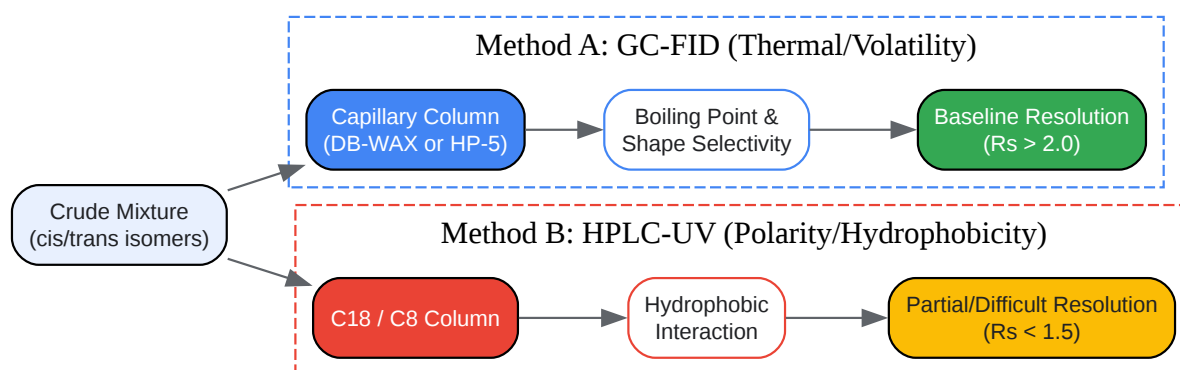 Method A: GC-FID (Thermal/Volatility)
Capillary Column
(DB-WAX or HP-5)
Boiling Point &
Shape Selectivity
Baseline Resolution
(Rs > 2.0)
Crude Mixture
(cis/trans isomers)
Method B: HPLC-UV (Polarity/Hydrophobicity)
C18 / C8 Column
Hydrophobic
Interaction
Partial/Difficult Resolution
(Rs < 1.5)